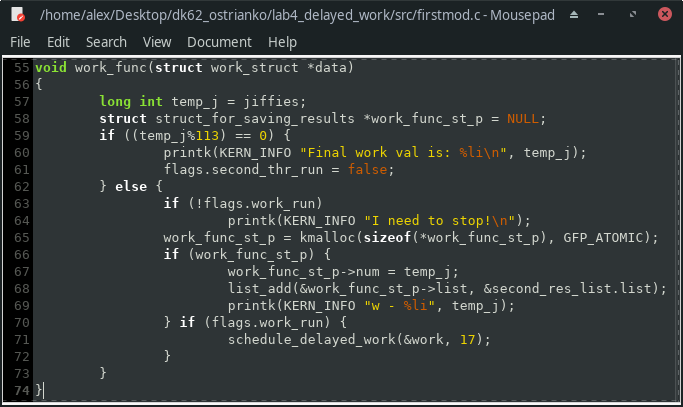 /home/alex/Desktop/dk62_ostrianko/lab4_delayed_work/src/firstmod.c - Mousepad
File Edit Search View Document Help
55 void work_func(struct work_struct *data)
56 {
57         long int temp_j = jiffies;
58         struct struct_for_saving_results *work_func_st_p = NULL;
59         if ((temp_j%113) == 0) {
60                 printk(KERN_INFO "Final work val is: %li\n", temp_j);
61                 flags.second_thr_run = false;
62         } else {
63                 if (!flags.work_run)
64                         printk(KERN_INFO "I need to stop!\n");
65                 work_func_st_p = kmalloc(sizeof(*work_func_st_p), GFP_ATOMIC);
66                 if (work_func_st_p) {
67                         work_func_st_p->num = temp_j;
68                         list_add(&work_func_st_p->list, &second_res_list.list);
69                         printk(KERN_INFO "w - %li", temp_j);
70                 } if (flags.work_run) {
71                         schedule_delayed_work(&work, 17);
72                 }
73         }
74 }